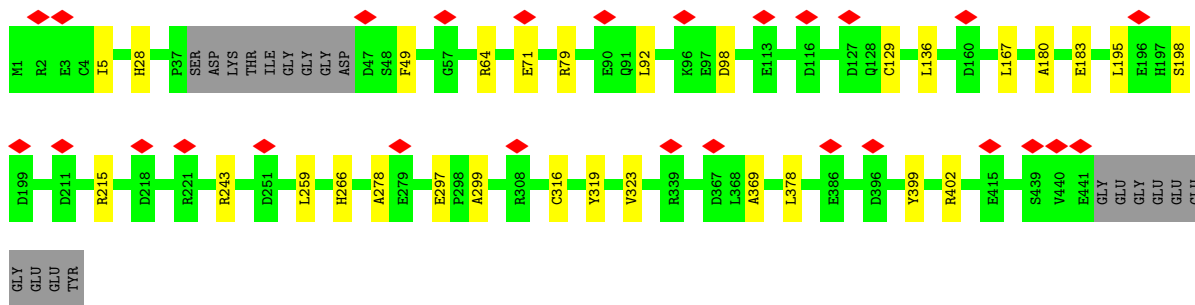 M1 R2 E3 C4 I5 H28 P37 SER ASP LYS THR ILE GLY GLY GLY ASP D47 S48 F49 G57 R64 E71 R79 E90 Q91 L92 K96 E97 D98 E113 D116 D127 Q128 C129 L136 D160 L167 A180 E183 L195 E196 H197 S198
D199 D211 R215 D218 R221 R243 D251 L259 H266 A278 E279 E297 P298 A299 R308 C316 Y319 V323 R339 D367 L368 A369 L378 E386 D396 Y399 R402 E415 S439 V440 E441 GLY GLU GLY GLU GLU GLU
GLY GLU GLU TYR